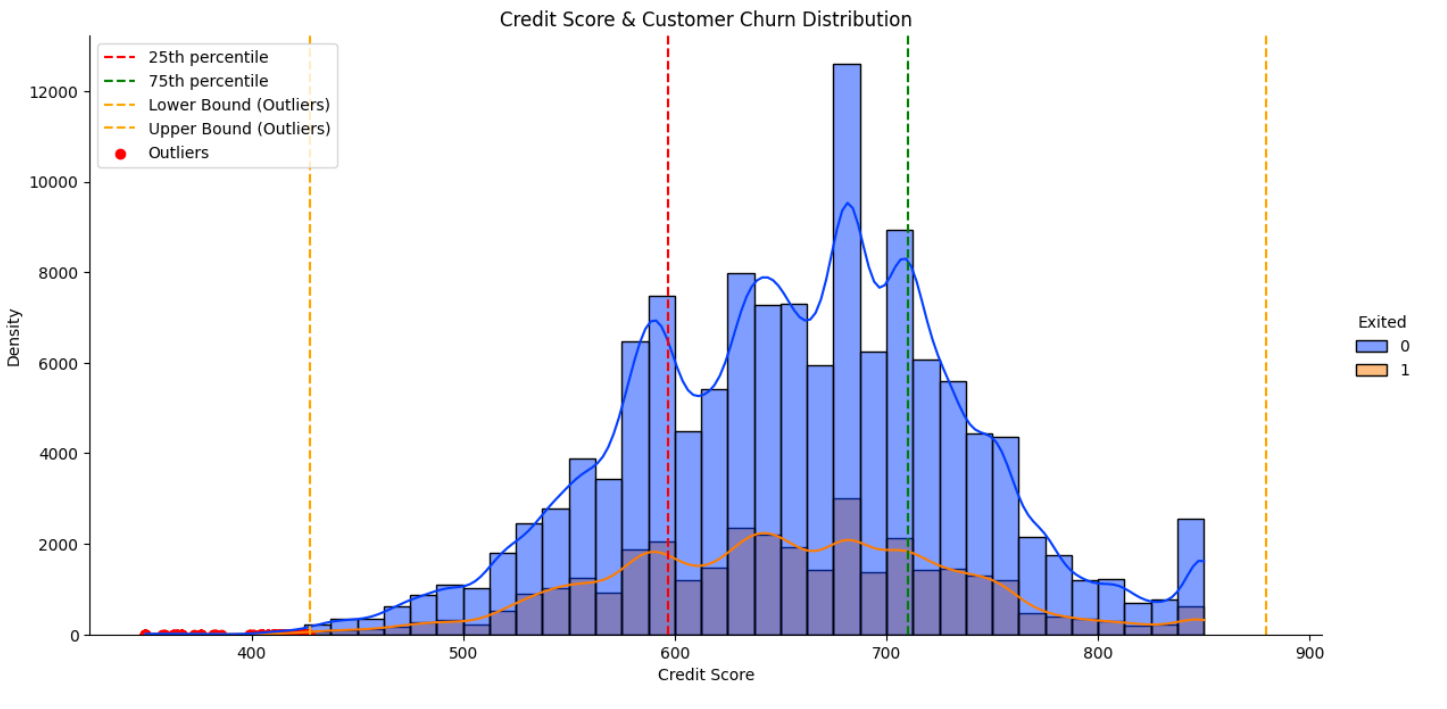 Credit Score & Customer Churn Distribution
25th percentile
75th percentile
Lower Bound (Outliers)
Upper Bound (Outliers)
Outliers
12000
10000
8000
6000
4000
2000
0
Density
400
500
600
700
800
900
Credit Score
Exited
0
1